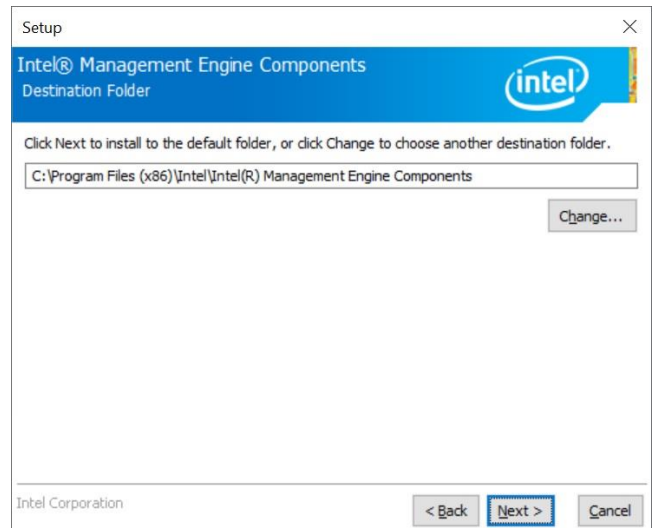 Setup
Intel® Management Engine Components
Destination Folder
intel
Click Next to install to the default folder, or click Change to choose another destination folder.
C:\Program Files (x86)\Intel\Intel(R) Management Engine Components
Change...
Intel Corporation
< Back
Next >
Cancel